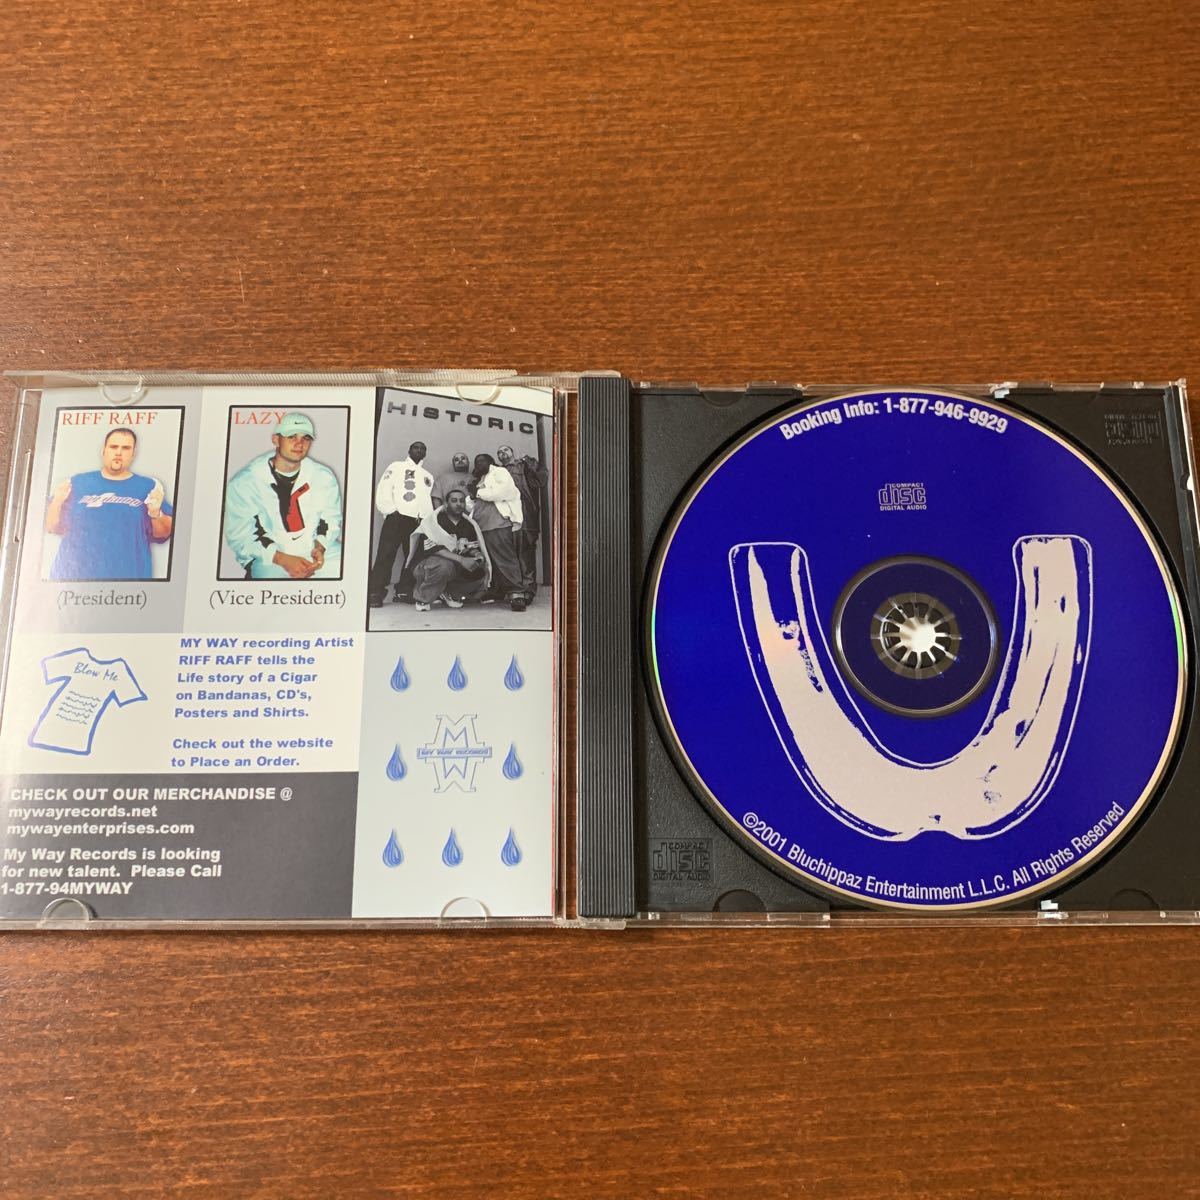 RIFF RAFF
LAZY
HISTORIC
(President)
(Vice President)
Blow Me
MY WAY recording Artist
RIFF RAFF tells the
Life story of a Cigar
on Bandanas, CD's,
Posters and Shirts.
Check out the website
to Place an Order.
MY WAY RECORDS
CHECK OUT OUR MERCHANDISE @
mywayrecords.net
mywayenterprises.com
My Way Records is looking
for new talent. Please Call
1-877-94MYWAY
Booking Info: 1-877-946-9929
COMPACT
disc
DIGITAL AUDIO
©2001 Bluchippaz Entertainment L.L.C. All Rights Reserved
COMPACT
disc
DIGITAL AUDIO